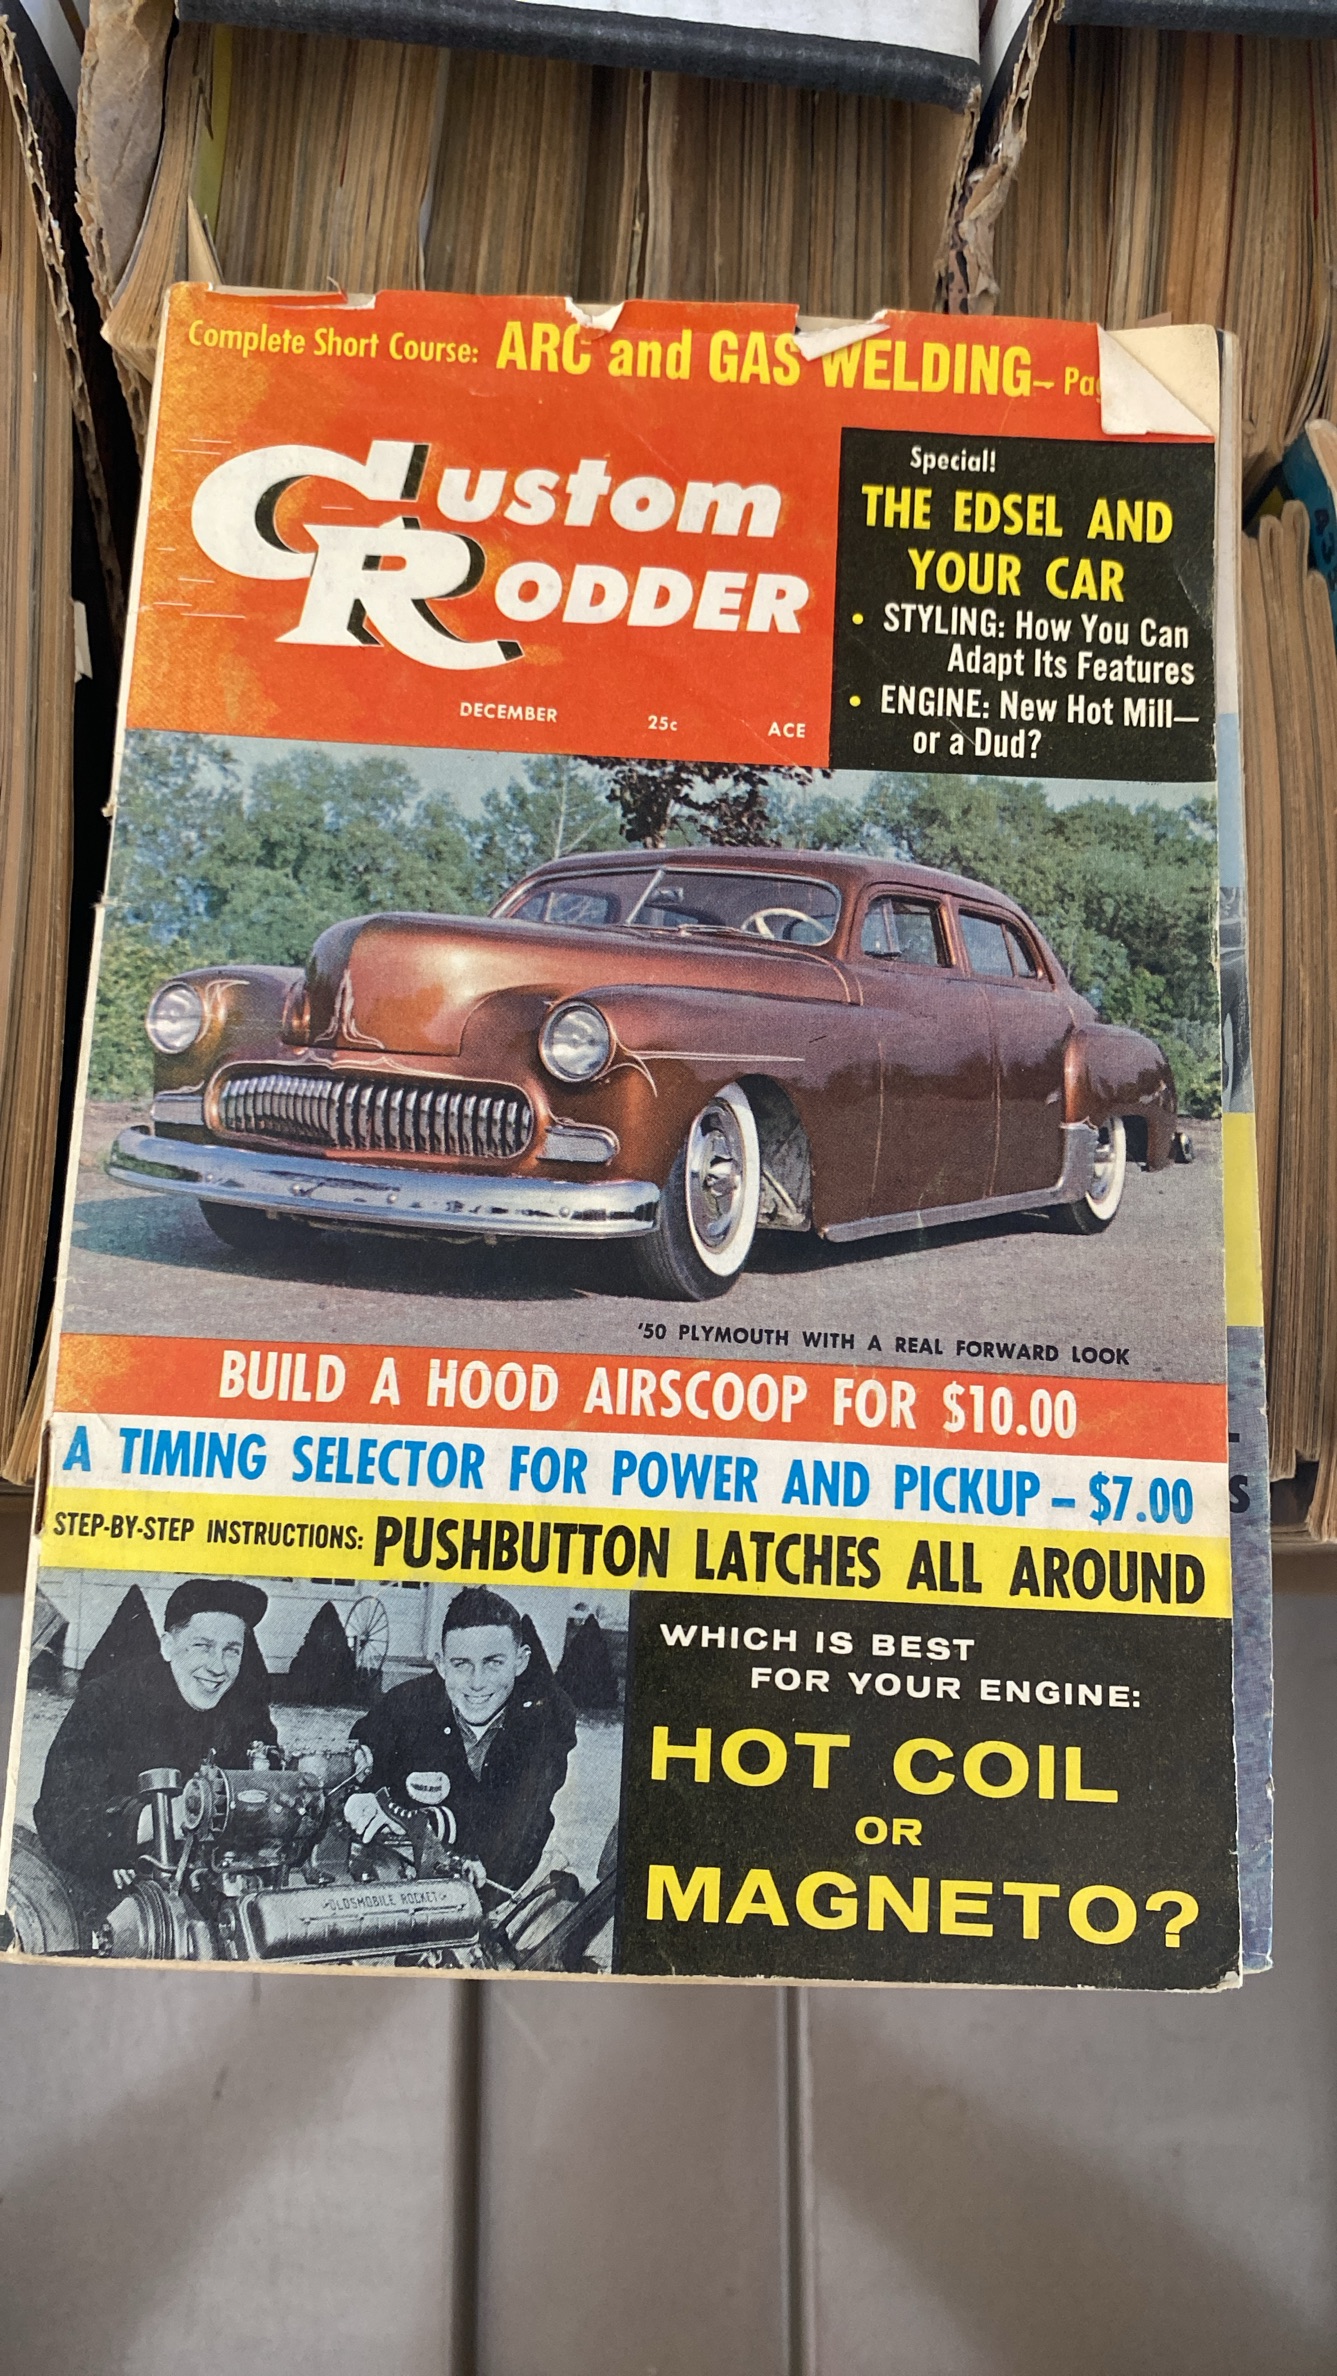 Complete Short Course: ARC and GAS WELDING–
Custom
RODDER
DECEMBER 25c ACE
Special!
THE EDSEL AND
YOUR CAR
• STYLING: How You Can
Adapt Its Features
• ENGINE: New Hot Mill—
or a Dud?
'50 PLYMOUTH WITH A REAL FORWARD LOOK
BUILD A HOOD AIRSCOOP FOR $10.00
A TIMING SELECTOR FOR POWER AND PICKUP – $7.00
STEP-BY-STEP INSTRUCTIONS: PUSHBUTTON LATCHES ALL AROUND
OLDSMOBILE ROCKET
WHICH IS BEST
FOR YOUR ENGINE:
HOT COIL
OR
MAGNETO?